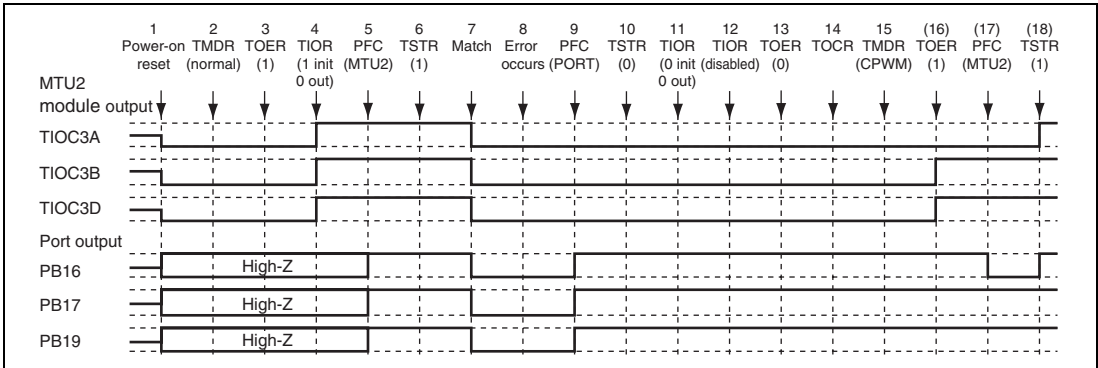 1 2 3 4 5 6 7 8 9 10 11 12 13 14 15 (16) (17) (18)
Power-on TMDR TOER TIOR PFC TSTR Match Error PFC TSTR TIOR TIOR TOER TOCR TMDR TOER PFC TSTR
reset (normal) (1) (1 init (MTU2) (1) occurs (PORT) (0) (0 init (disabled) (0) (CPWM) (1) (MTU2) (1)
MTU2 0 out) 0 out)
module output
TIOC3A
TIOC3B
TIOC3D
Port output
PB16 High-Z
PB17 High-Z
PB19 High-Z